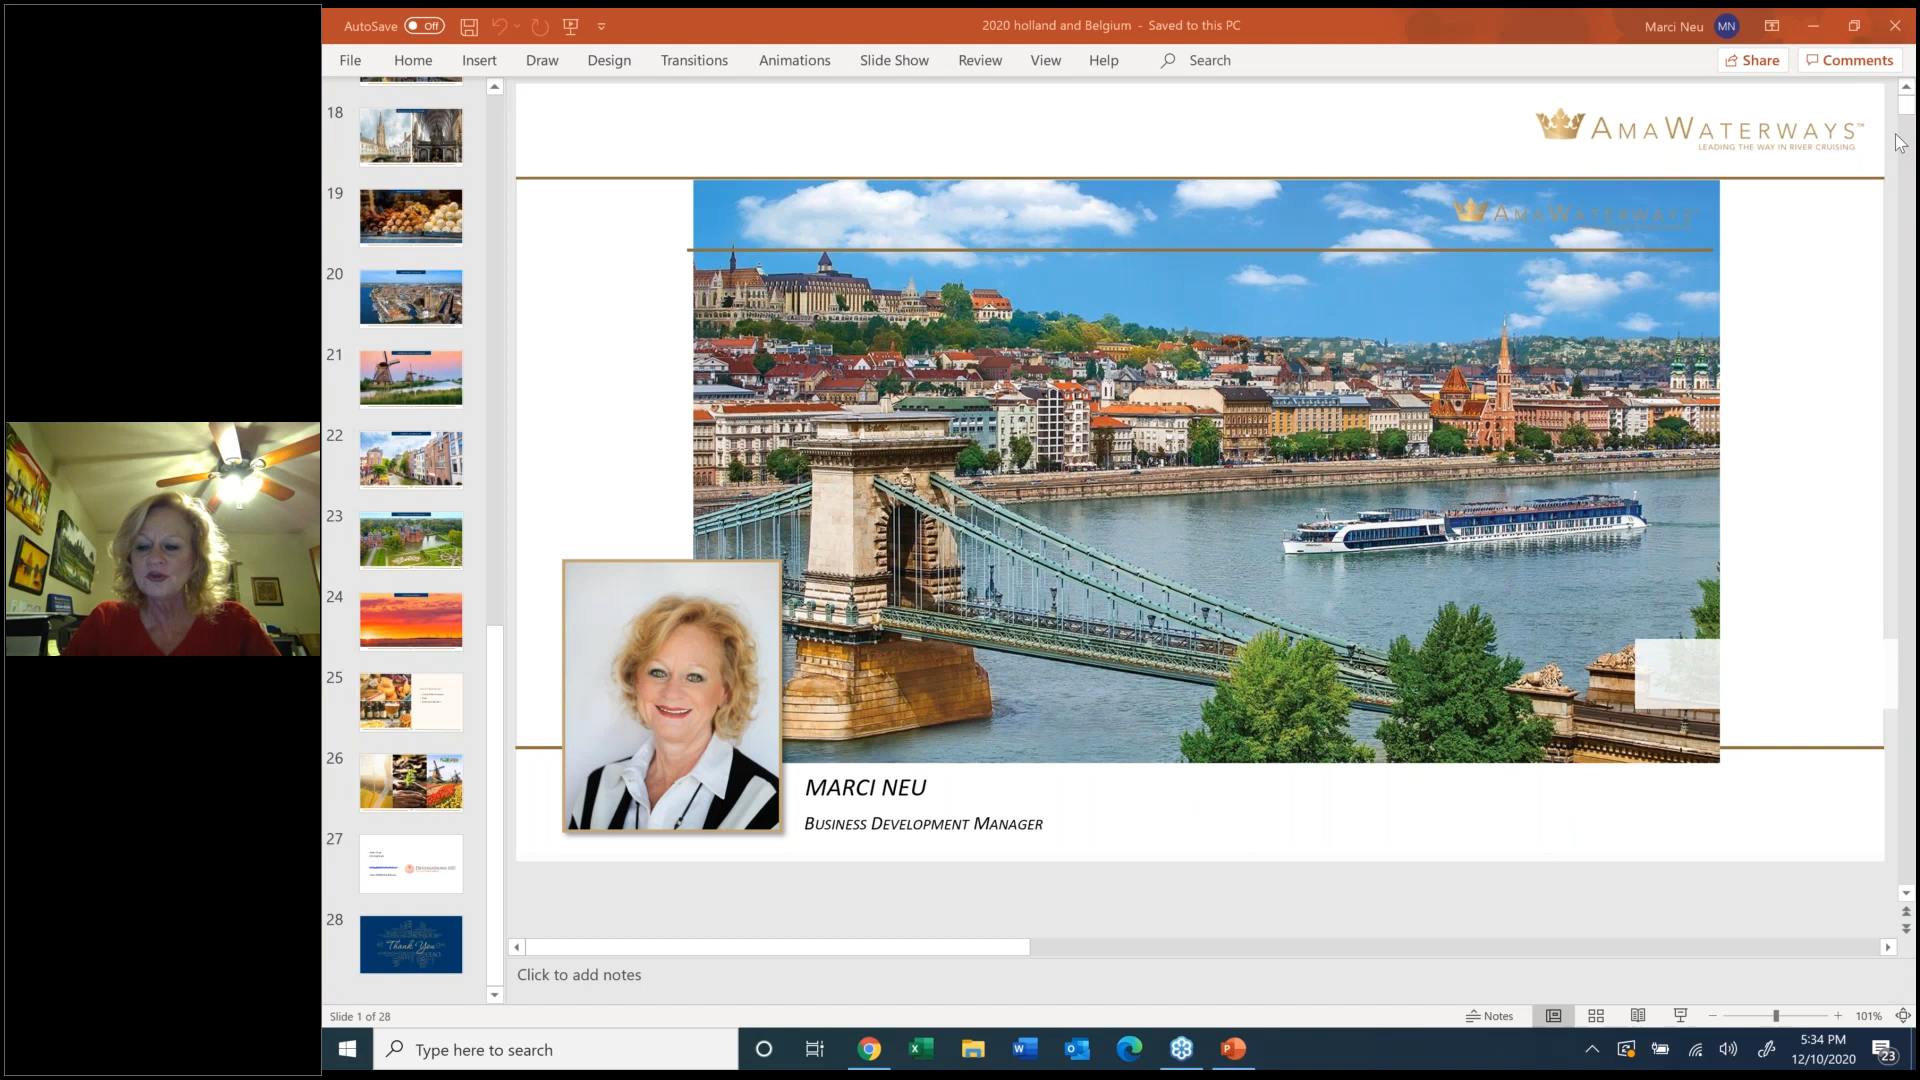 AutoSave Off
2020 holland and Belgium - Saved to this PC
Marci Neu MN
File Home Insert Draw Design Transitions Animations Slide Show Review View Help Search
Share Comments
18
19
20
21
22
23
24
25
26
27
28
Thank You
AMAWATERWAYS™
LEADING THE WAY IN RIVER CRUISING
AMAWATERWAYS
MARCI NEU
BUSINESS DEVELOPMENT MANAGER
Click to add notes
Slide 1 of 28
Notes
101%
Type here to search
5:34 PM
12/10/2020
23